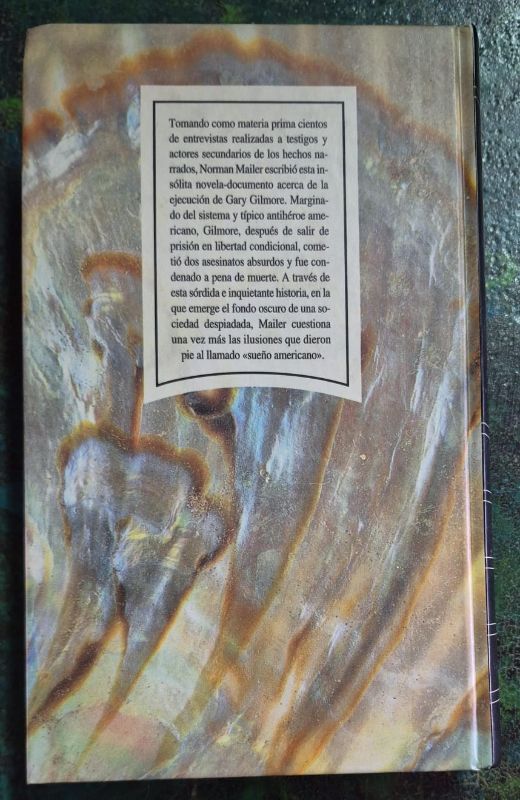 Tomando como materia prima cientos
de entrevistas realizadas a testigos y
actores secundarios de los hechos na-
rrados, Norman Mailer escribió esta in-
sólita novela-documento acerca de la
ejecución de Gary Gilmore. Margina-
do del sistema y típico antihéroe ame-
ricano, Gilmore, después de salir de
prisión en libertad condicional, come-
tió dos asesinatos absurdos y fue con-
denado a pena de muerte. A través de
esta sórdida e inquietante historia, en la
que emerge el fondo oscuro de una so-
ciedad despiadada, Mailer cuestiona
una vez más las ilusiones que dieron
pie al llamado «sueño americano».